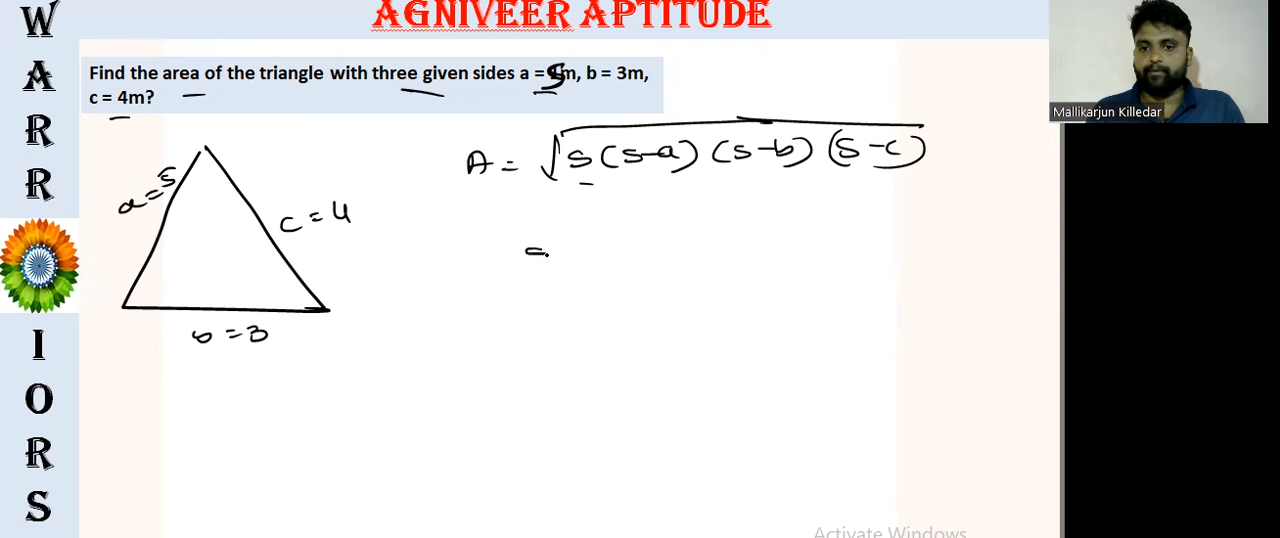 AGNIVEER APTITUDE
WARRIORS
Mallikarjun Killedar
Find the area of the triangle with three given sides a = 5m, b = 3m,
c = 4m?
A = √s(s-a) (s-b) (s-c)
a = 5
c = 4
=
b = 3
Activate Windows